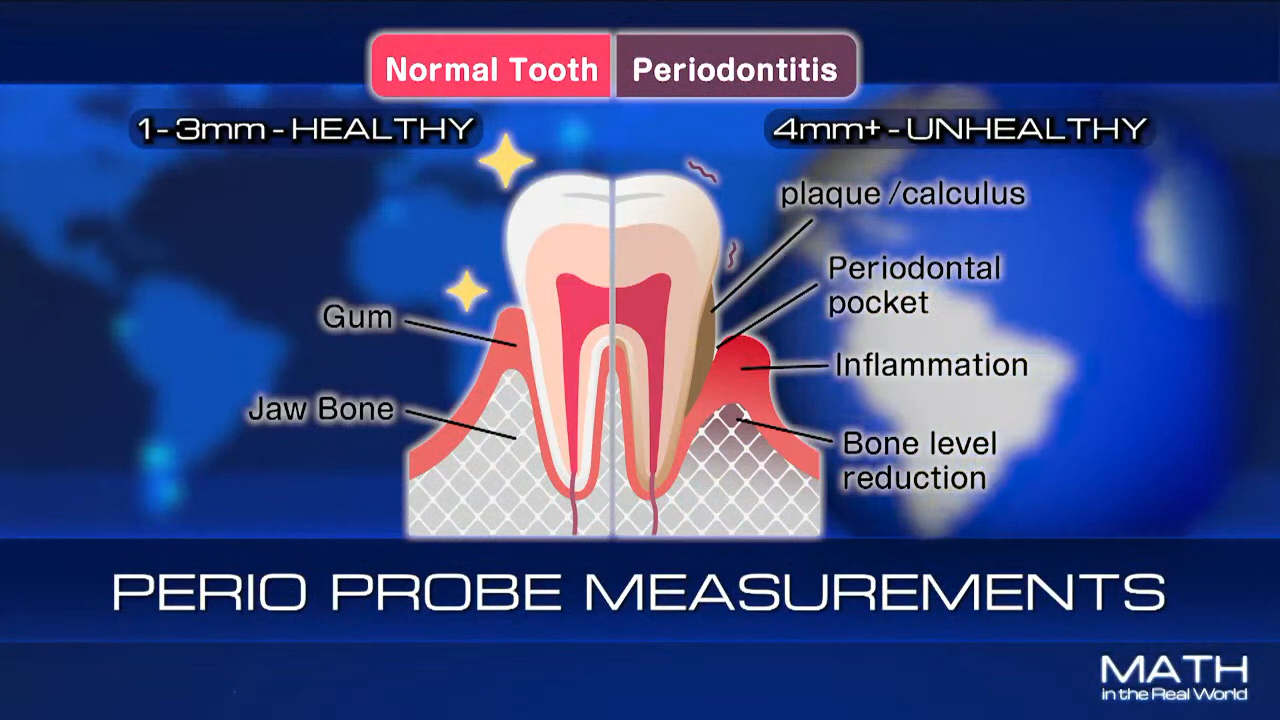 Normal Tooth
Periodontitis
1-3mm - HEALTHY
4mm+ - UNHEALTHY
plaque /calculus
Periodontal
pocket
Gum
Inflammation
Jaw Bone
Bone level
reduction
PERIO PROBE MEASUREMENTS
MATH
in the Real World